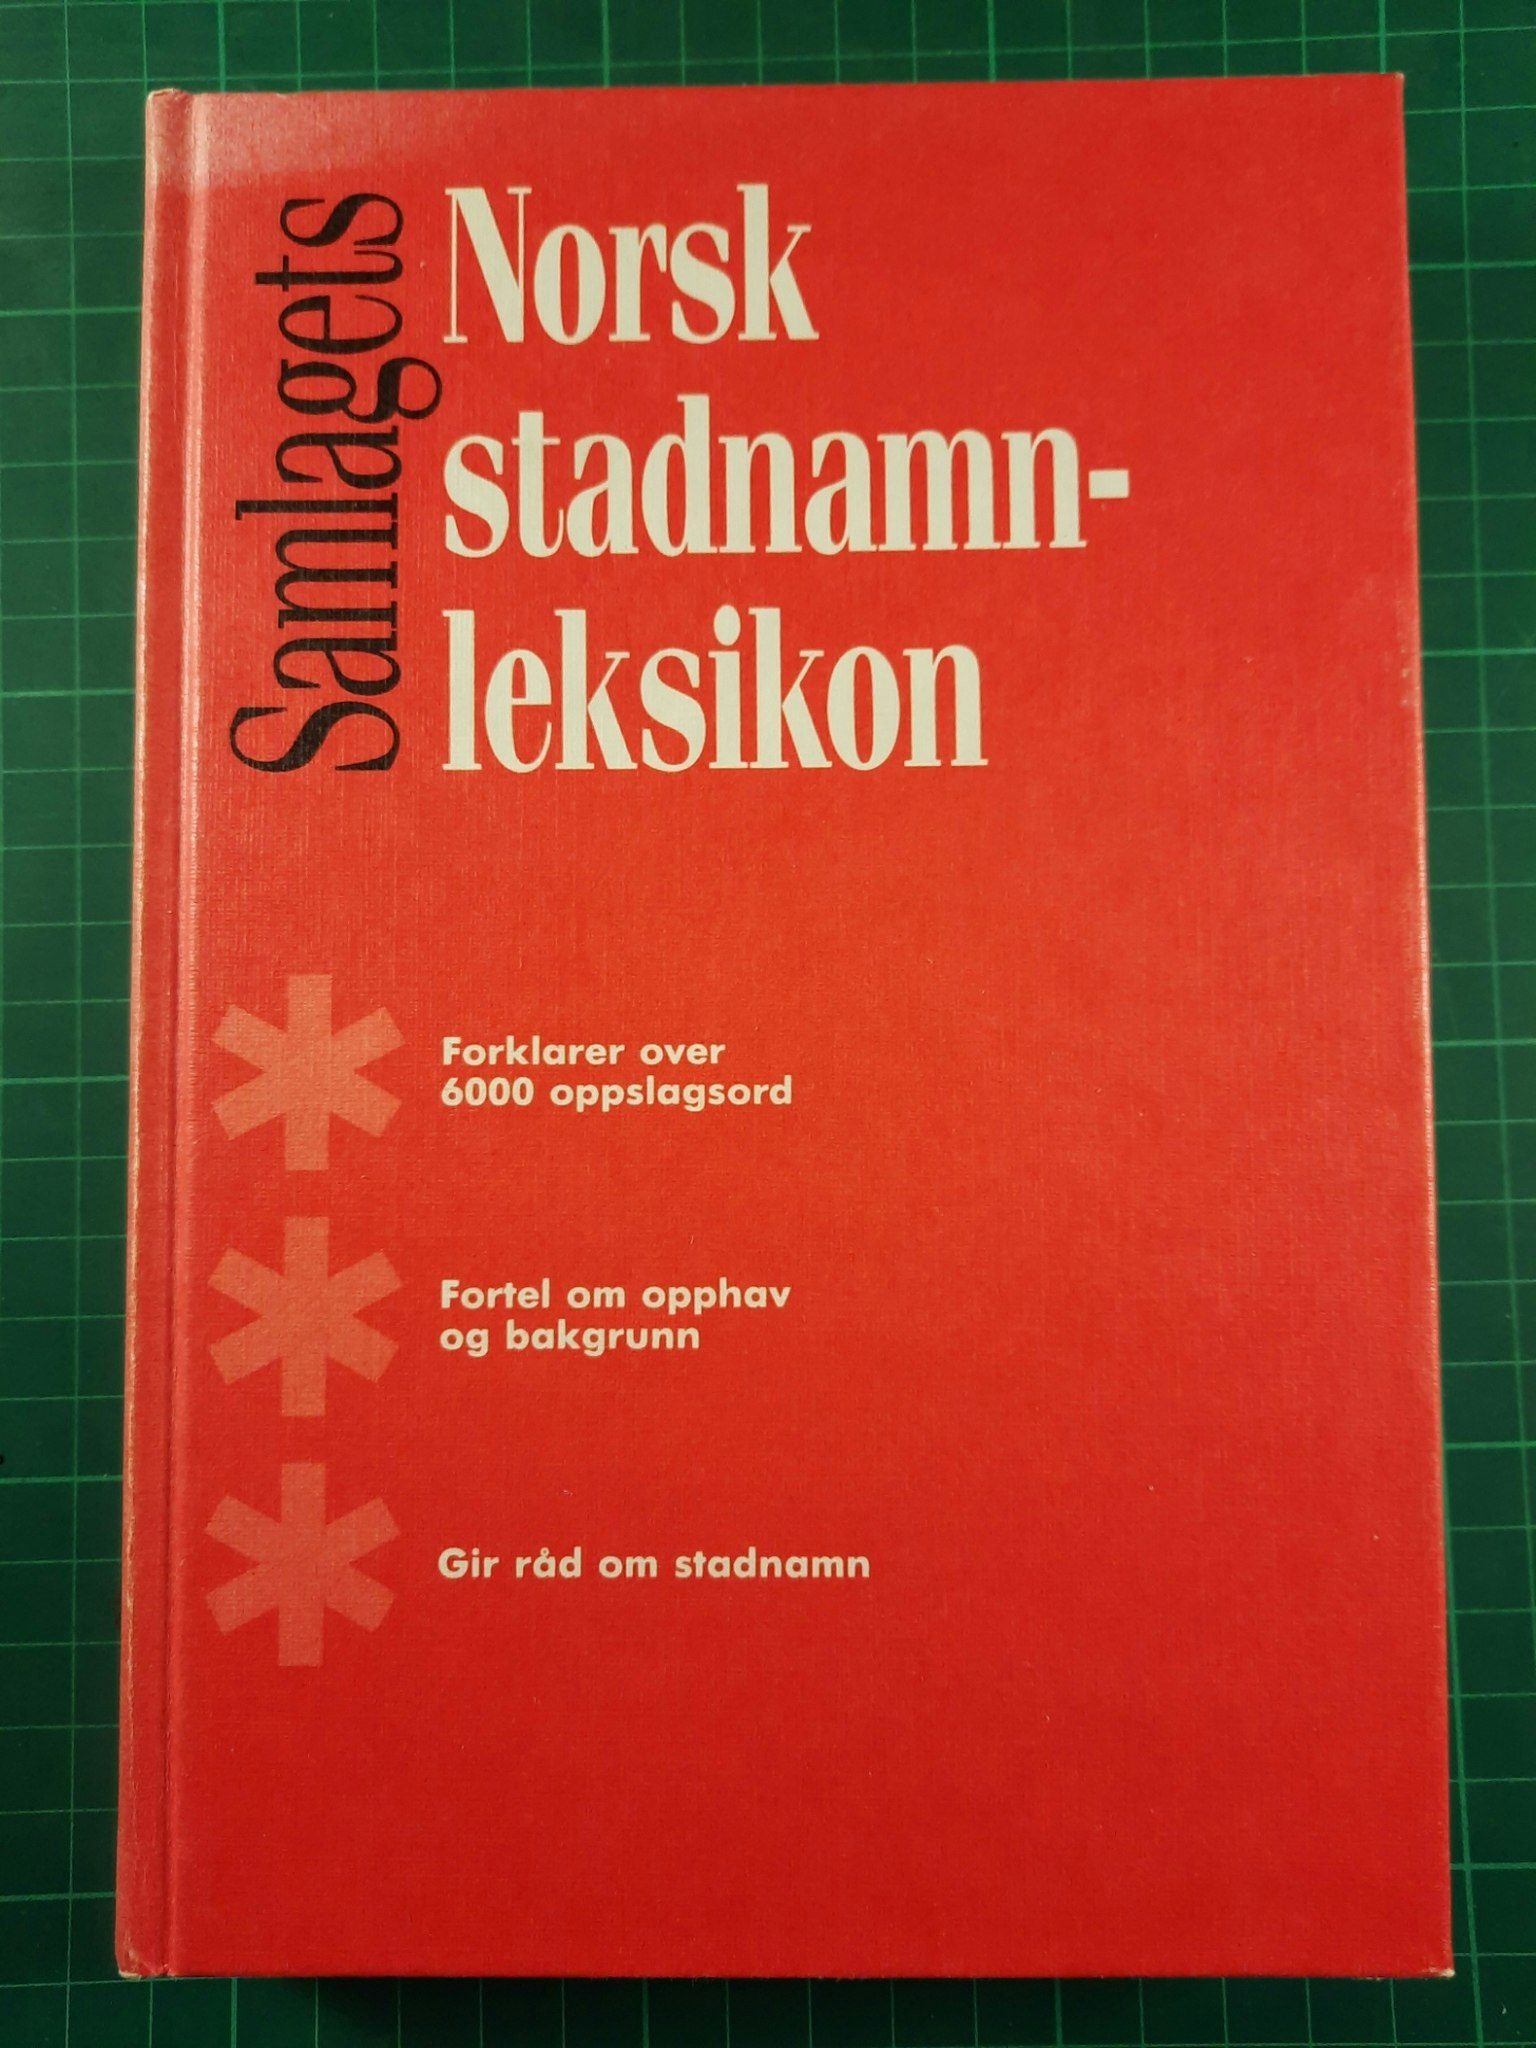 Samlagets
Norsk
stadnamn-
leksikon
Forklarer over
6000 oppslagsord
Fortel om opphav
og bakgrunn
Gir råd om stadnamn